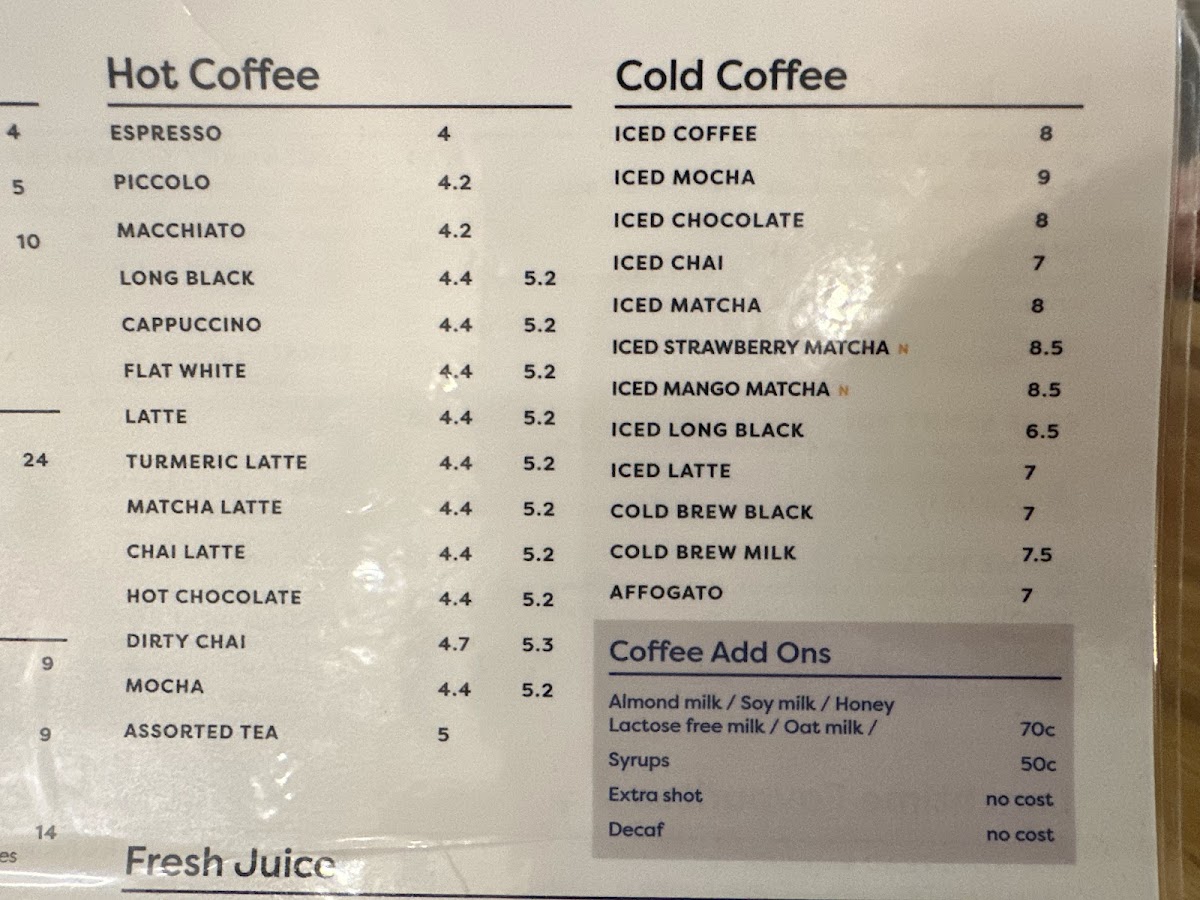 4
5
10
24
9
9
14
es
Hot Coffee
ESPRESSO 4
PICCOLO 4.2
MACCHIATO 4.2
LONG BLACK 4.4 5.2
CAPPUCCINO 4.4 5.2
FLAT WHITE 4.4 5.2
LATTE 4.4 5.2
TURMERIC LATTE 4.4 5.2
MATCHA LATTE 4.4 5.2
CHAI LATTE 4.4 5.2
HOT CHOCOLATE 4.4 5.2
DIRTY CHAI 4.7 5.3
MOCHA 4.4 5.2
ASSORTED TEA 5
Fresh Juice
Cold Coffee
ICED COFFEE 8
ICED MOCHA 9
ICED CHOCOLATE 8
ICED CHAI 7
ICED MATCHA 8
ICED STRAWBERRY MATCHA N 8.5
ICED MANGO MATCHA N 8.5
ICED LONG BLACK 6.5
ICED LATTE 7
COLD BREW BLACK 7
COLD BREW MILK 7.5
AFFOGATO 7
Coffee Add Ons
Almond milk / Soy milk / Honey
Lactose free milk / Oat milk / 70c
Syrups 50c
Extra shot no cost
Decaf no cost